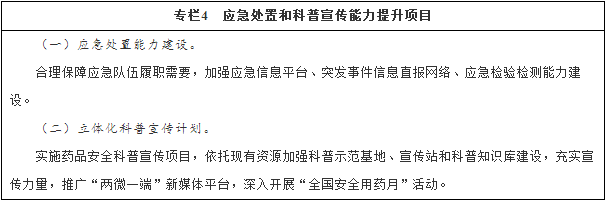 专栏4 应急处置和科普宣传能力提升项目
（一）应急处置能力建设。
合理保障应急队伍履职需要，加强应急信息平台、突发事件信息直报网络、应急检验检测能力建
设。
（二）立体化科普宣传计划。
实施药品安全科普宣传项目，依托现有资源加强科普示范基地、宣传站和科普知识库建设，充实宣
传力量，推广“两微一端”新媒体平台，深入开展“全国安全用药月”活动。